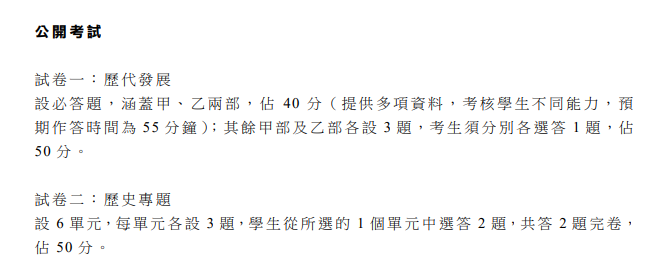 公開考試
試卷一：歷代發展
設必答題，涵蓋甲、乙兩部，佔 40 分（提供多項資料，考核學生不同能力，預
期作答時間為 55 分鐘）；其餘甲部及乙部各設 3 題，考生須分別各選答 1 題，佔
50 分。
試卷二：歷史專題
設 6 單元，每單元各設 3 題，學生從所選的 1 個單元中選答 2 題，共答 2 題完卷，
佔 50 分。